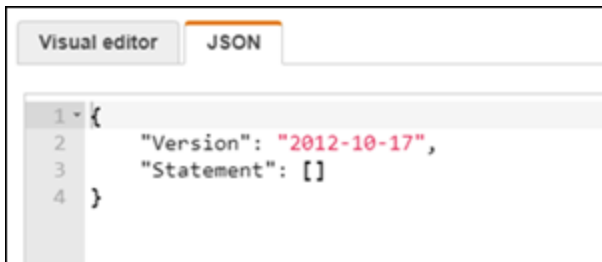 Visual editor JSON
1 {
2 "Version": "2012-10-17",
3 "Statement": []
4 }